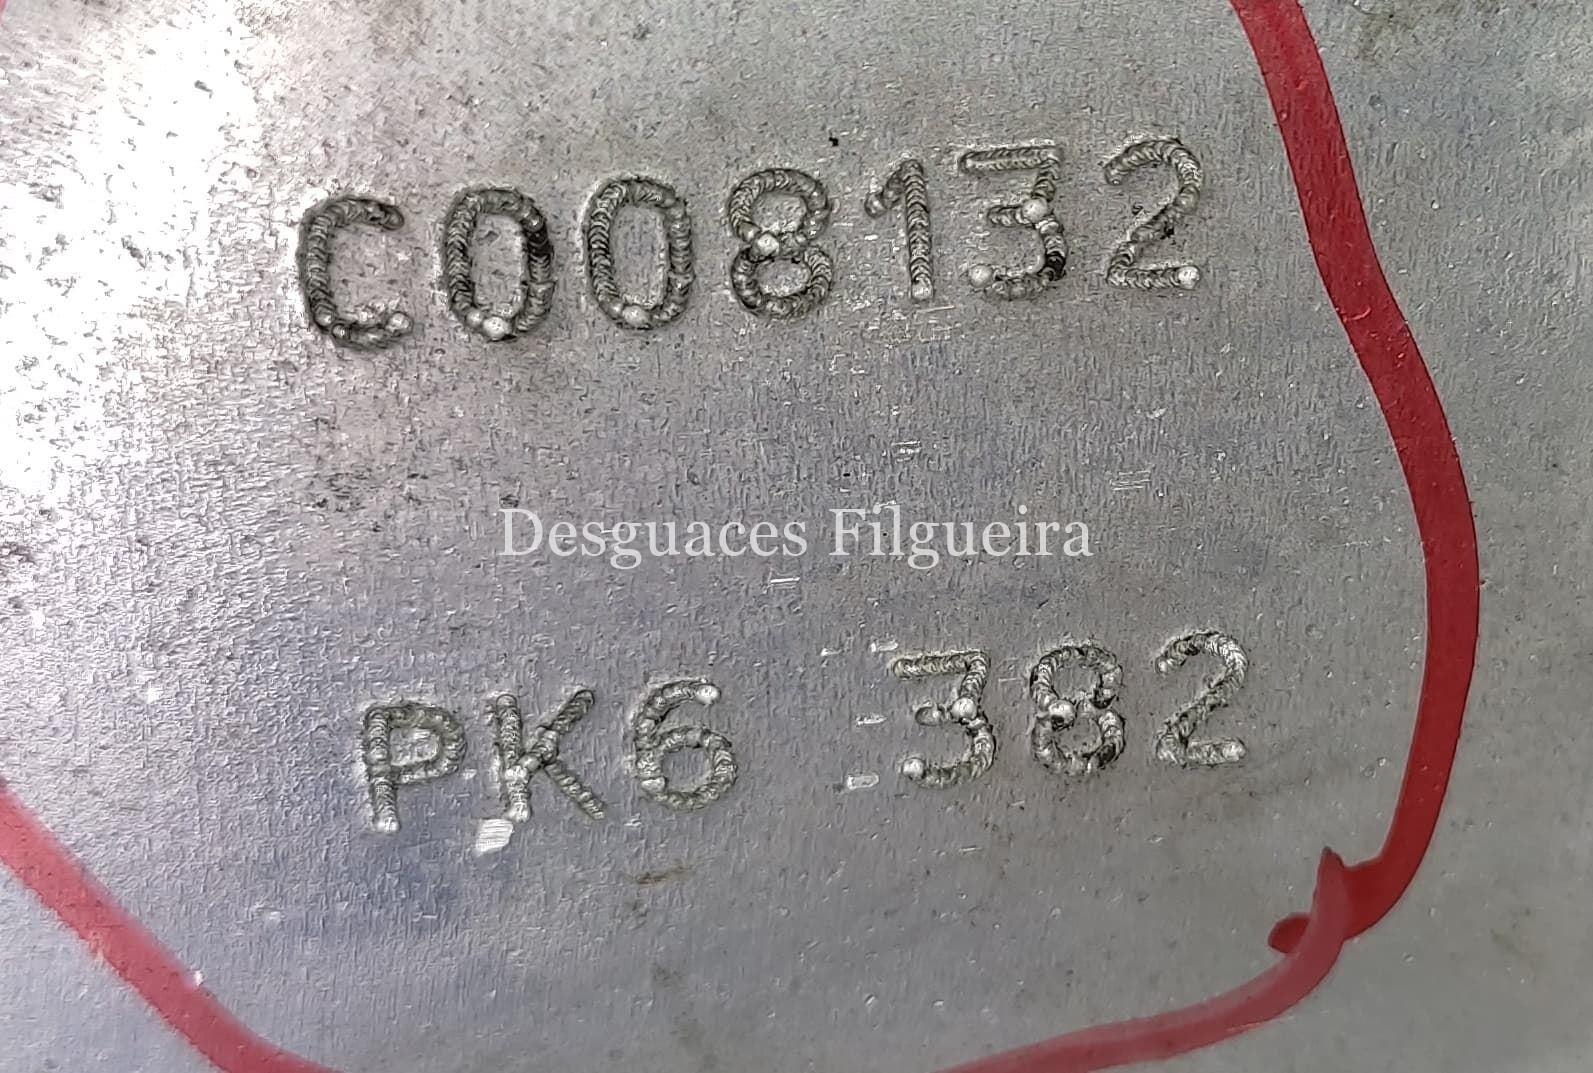 C008132
Desguaces Filgueira
PK6 382